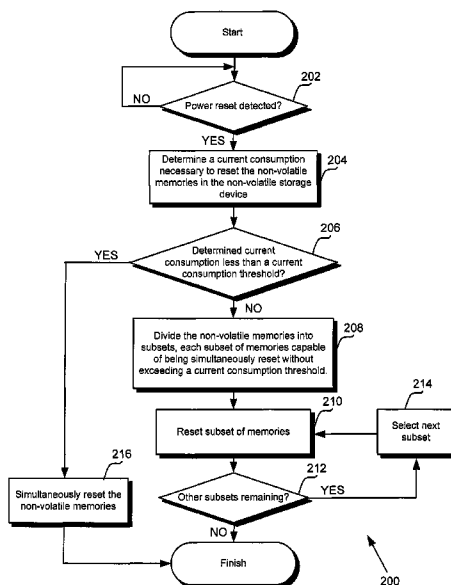 Start
202
NO
Power reset detected?
YES
Determine a current consumption
necessary to reset the non-volatile
memories in the non-volatile storage
device
204
206
YES
Determined current
consumption less than a current
consumption threshold?
NO
208
Divide the non-volatile memories into
subsets, each subset of memories capable
of being simultaneously reset without
exceeding a current consumption threshold.
214
210
Reset subset of memories
Select next
subset
216
212
Simultaneously reset the
non-volatile memories
Other subsets remaining?
YES
NO
Finish
200